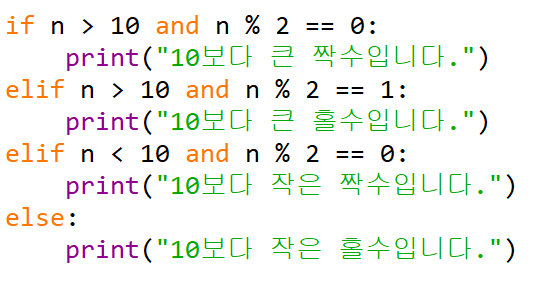 if n > 10 and n % 2 == 0:
    print("10보다 큰 짝수입니다.")
elif n > 10 and n % 2 == 1:
    print("10보다 큰 홀수입니다.")
elif n < 10 and n % 2 == 0:
    print("10보다 작은 짝수입니다.")
else:
    print("10보다 작은 홀수입니다.")